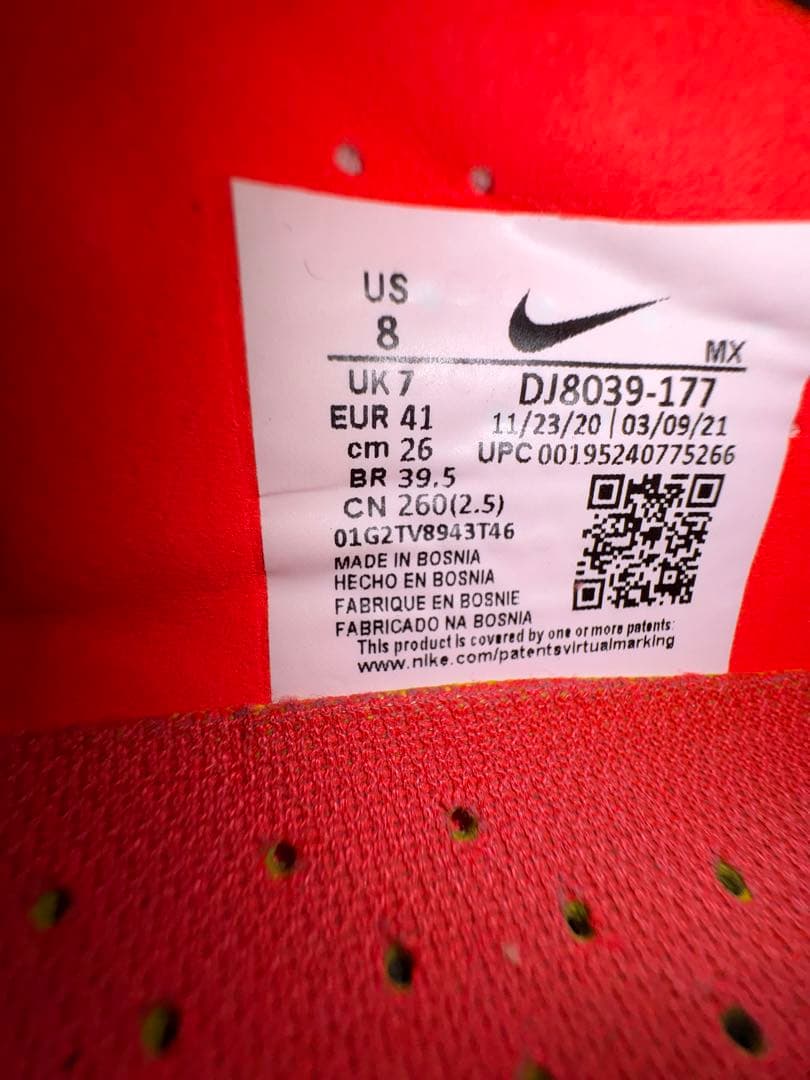 US
8
MX
UK 7
EUR 41
cm 26
BR 39.5
CN 260(2.5)
DJ8039-177
11/23/20 | 03/09/21
UPC 00195240775266
01G2TV8943T46
MADE IN BOSNIA
HECHO EN BOSNIA
FABRIQUE EN BOSNIE
FABRICADO NA BOSNIA
This product is covered by one or more patents:
www.nike.com/patentsvirtualmarking